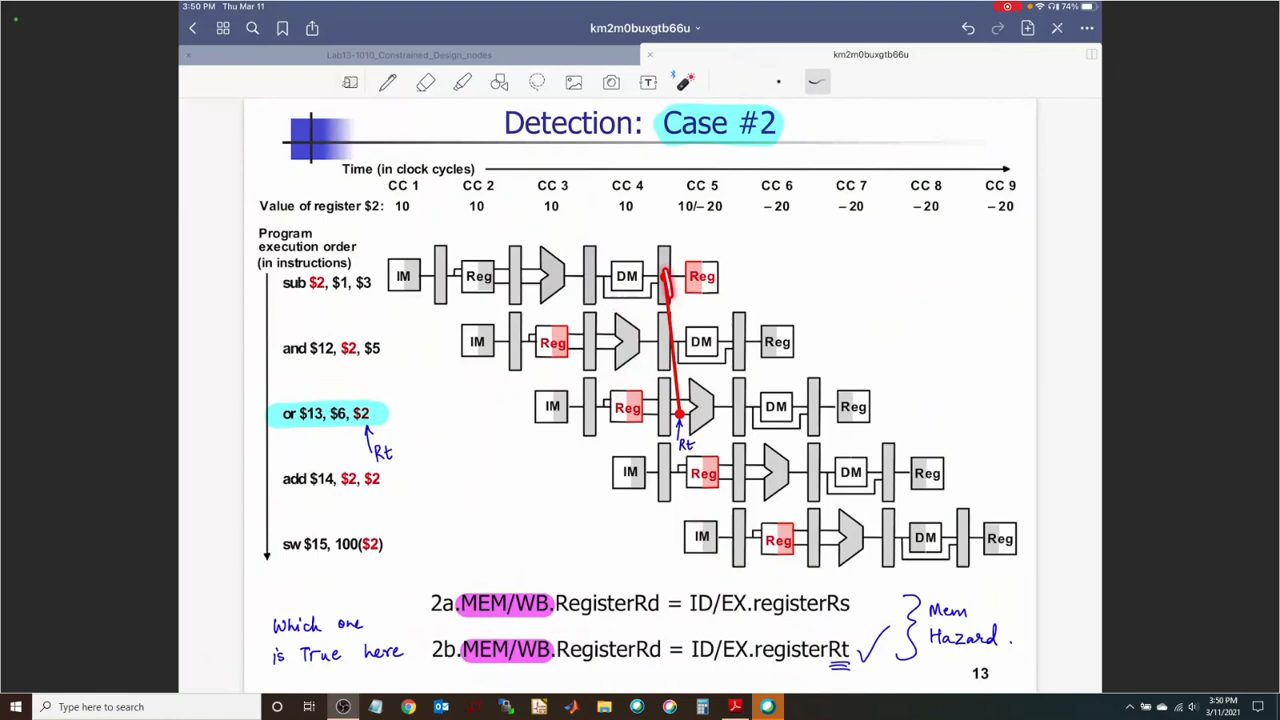 3:50 PM Thu Mar 11
74%
km2m0buxgtb66u
Lab13-1010_Constrained_Design_nodes
km2m0buxgtb66u
Detection: Case #2
Time (in clock cycles)
CC 1 CC 2 CC 3 CC 4 CC 5 CC 6 CC 7 CC 8 CC 9
Value of register $2: 10 10 10 10 10/– 20 – 20 – 20 – 20 – 20
Program
execution order
(in instructions)
sub $2, $1, $3
IM Reg DM Reg
and $12, $2, $5
IM Reg DM Reg
or $13, $6, $2
IM Reg DM Reg
Rt
Rt
add $14, $2, $2
IM Reg DM Reg
sw $15, 100($2)
IM Reg DM Reg
2a.MEM/WB.RegisterRd = ID/EX.registerRs
2b.MEM/WB.RegisterRd = ID/EX.registerRt
Which one
is True here
Mem
Hazard.
13
Type here to search
3:50 PM
3/11/2021